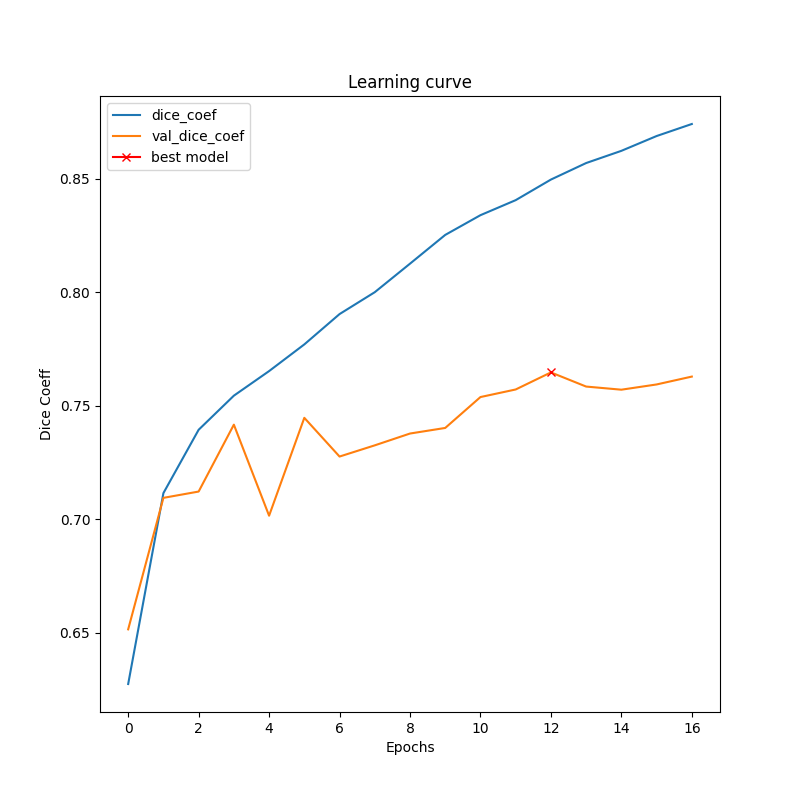 Learning curve
dice_coef
val_dice_coef
best model
Dice Coeff
0.85
0.80
0.75
0.70
0.65
0 2 4 6 8 10 12 14 16
Epochs